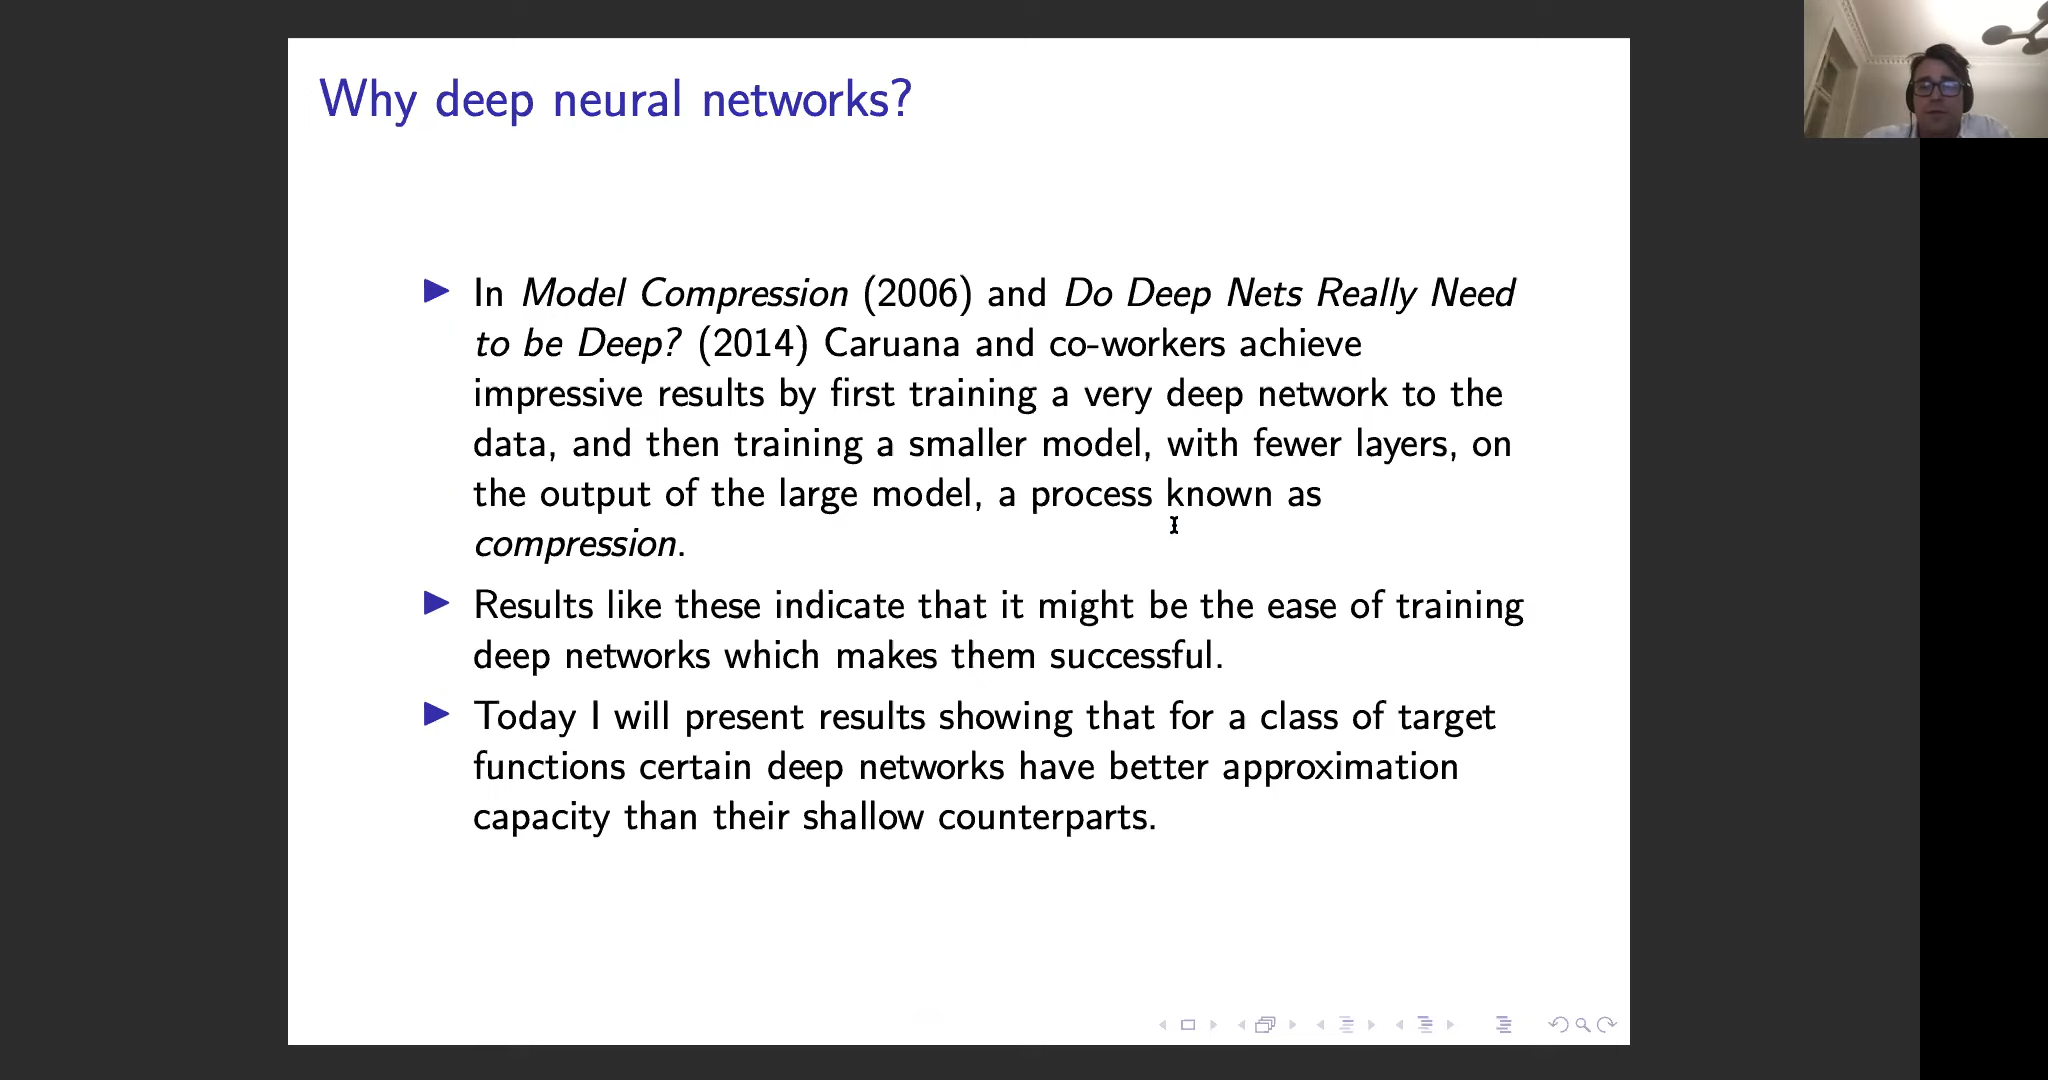 Why deep neural networks?
In Model Compression (2006) and Do Deep Nets Really Need
to be Deep? (2014) Caruana and co-workers achieve
impressive results by first training a very deep network to the
data, and then training a smaller model, with fewer layers, on
the output of the large model, a process known as
compression.
Results like these indicate that it might be the ease of training
deep networks which makes them successful.
Today I will present results showing that for a class of target
functions certain deep networks have better approximation
capacity than their shallow counterparts.